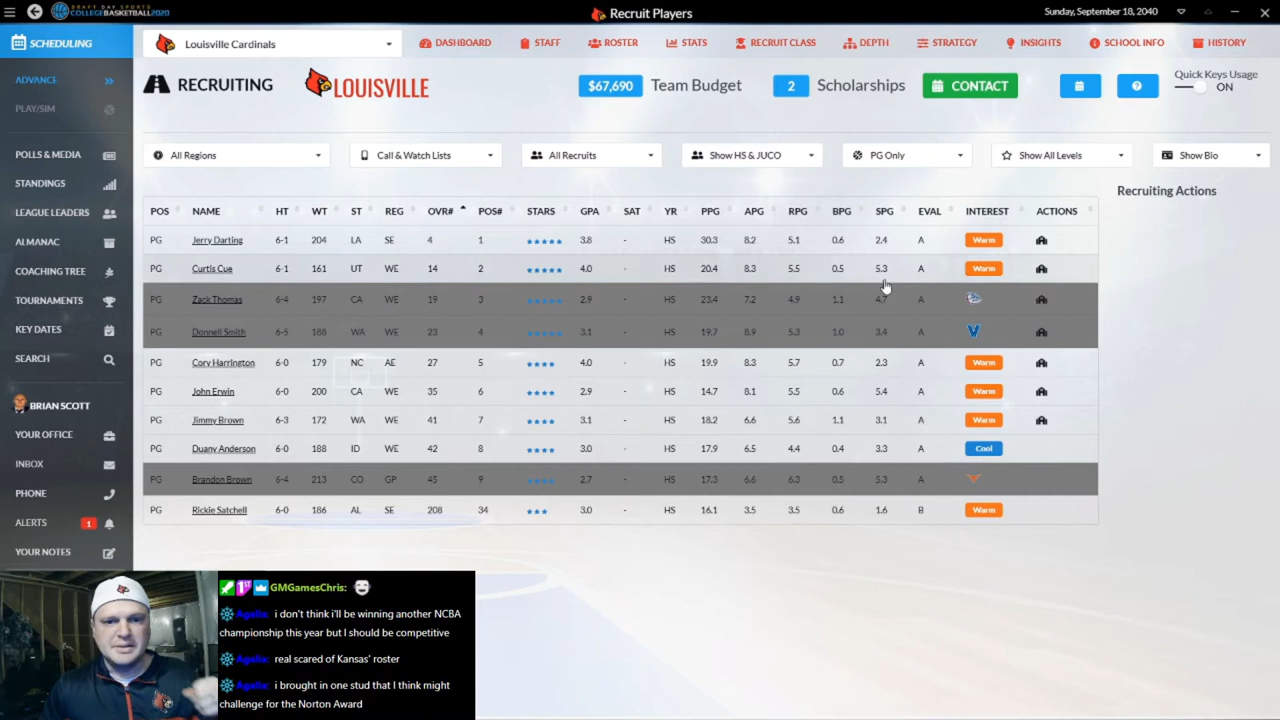 DRAFT DAY SPORTS
COLLEGE BASKETBALL 2020
Recruit Players
Sunday, September 18, 2040
SCHEDULING
Louisville Cardinals
DASHBOARD
STAFF
ROSTER
STATS
RECRUIT CLASS
DEPTH
STRATEGY
INSIGHTS
SCHOOL INFO
HISTORY
ADVANCE
PLAY/SIM
POLLS & MEDIA
STANDINGS
LEAGUE LEADERS
ALMANAC
COACHING TREE
TOURNAMENTS
KEY DATES
SEARCH
BRIAN SCOTT
YOUR OFFICE
INBOX
PHONE
ALERTS 1
YOUR NOTES
RECRUITING
LOUISVILLE
$67,690 Team Budget
2 Scholarships
CONTACT
Quick Keys Usage
ON
All Regions
Call & Watch Lists
All Recruits
Show HS & JUCO
PG Only
Show All Levels
Show Bio
Recruiting Actions
POS NAME HT WT ST REG OVR# POS# STARS GPA SAT YR PPG APG RPG BPG SPG EVAL INTEREST ACTIONS
PG Jerry Darting 6-1 204 LA SE 4 1 ★★★★★ 3.8 - HS 30.3 8.2 5.1 0.6 2.4 A Warm
PG Curtis Cue 6-1 161 UT WE 14 2 ★★★★★ 4.0 - HS 20.4 8.3 5.5 0.5 5.3 A Warm
PG Zack Thomas 6-4 197 CA WE 19 3 ★★★★★ 2.9 - HS 23.4 7.2 4.9 1.1 A
PG Donnell Smith 6-5 188 WA WE 23 4 ★★★★★ 3.1 - HS 19.7 8.9 5.3 1.0 3.4 A
PG Cory Harrington 6-0 179 NC AE 27 5 ★★★★ 4.0 - HS 19.9 8.3 5.7 0.7 2.3 A Warm
PG John Erwin 6-0 200 CA WE 35 6 ★★★★ 2.9 - HS 14.7 8.1 5.5 0.6 5.4 A Warm
PG Jimmy Brown 6-3 172 WA WE 41 7 ★★★★ 3.1 - HS 18.2 6.6 5.6 1.1 3.1 A Warm
PG Duany Anderson 6-0 188 ID WE 42 8 ★★★★ 3.0 - HS 17.9 6.5 4.4 0.4 3.3 A Cool
PG Brandon Brown 6-4 213 CO GP 45 9 ★★★★ 2.7 - HS 17.3 6.6 6.3 0.5 5.3 A
PG Rickie Satchell 6-0 186 AL SE 208 34 ★★★ 3.0 - HS 16.1 3.5 3.5 0.6 1.6 B Warm
GMGamesChris:
Agalia: i don't think i'll be winning another NCBA
championship this year but I should be competitive
Agalia: real scared of Kansas' roster
Agalia: i brought in one stud that I think might
challenge for the Norton Award